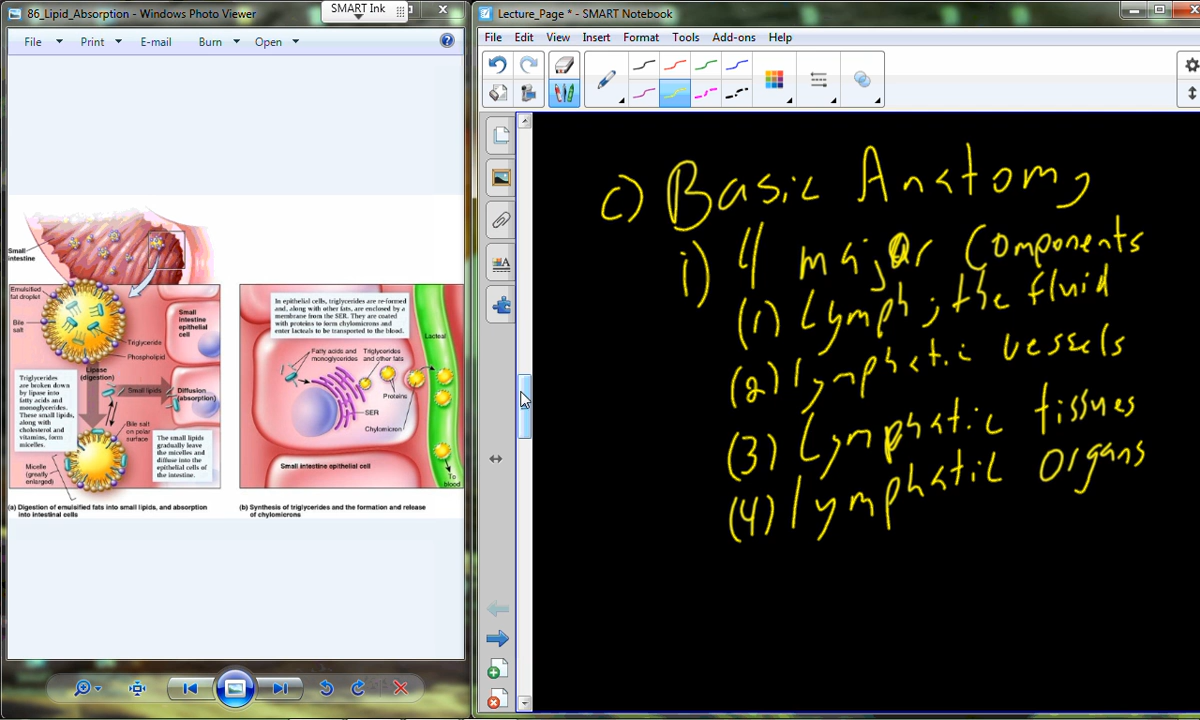 86_Lipid_Absorption - Windows Photo Viewer
SMART Ink
File Print E-mail Burn Open
Small
intestine
Emulsified
fat droplet
Bile
salt
Small
intestine
epithelial
cell
Triglyceride
Phospholipid
Lipase
(digestion)
Triglycerides
are broken down
by lipase into
fatty acids and
monoglycerides.
These small lipids,
along with
cholesterol and
vitamins, form
micelles.
Small lipids
Diffusion
(absorption)
Bile salt
on polar
surface
The small lipids
gradually leave
the micelles and
diffuse into the
epithelial cells of
the intestine.
Micelle
(greatly
enlarged)
(a) Digestion of emulsified fats into small lipids, and absorption
into intestinal cells
In epithelial cells, triglycerides are re-formed
and, along with other fats, are enclosed by a
membrane from the SER. They are coated
with proteins to form chylomicrons and
enter lacteals to be transported to the blood.
Lacteal
Fatty acids and
monoglycerides
Triglycerides
and other fats
Proteins
SER
Chylomicron
Small intestine epithelial cell
To
blood
(b) Synthesis of triglycerides and the formation and release
of chylomicrons
Lecture_Page * - SMART Notebook
File Edit View Insert Format Tools Add-ons Help
c) Basic Anatomy
i) 4 major components
(1) Lymph; the fluid
(2) lymphatic vessels
(3) Lymphatic tissues
(4) lymphatic organs